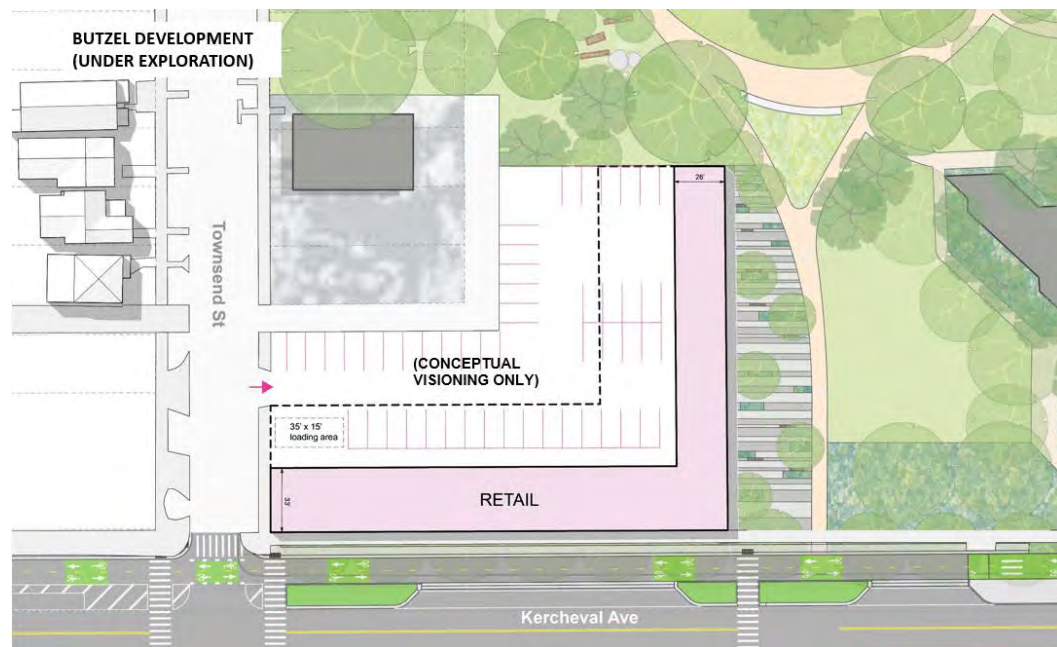 BUTZEL DEVELOPMENT
(UNDER EXPLORATION)
26'
Townsend St
(CONCEPTUAL
VISIONING ONLY)
35' x 15'
loading area
33'
RETAIL
Kercheval Ave